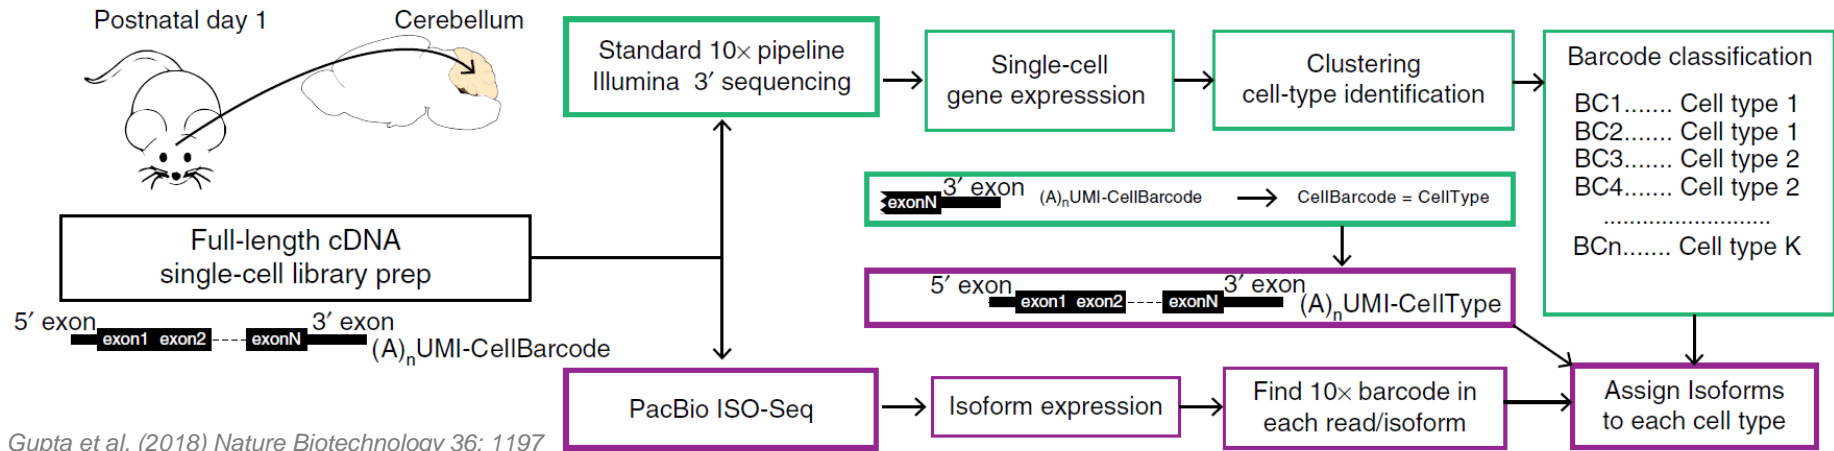 Postnatal day 1
Cerebellum
Full-length cDNA
single-cell library prep
5′ exon
exon1 exon2
exonN
3′ exon
(A)nUMI-CellBarcode
Standard 10× pipeline
Illumina 3′ sequencing
Single-cell
gene expresssion
Clustering
cell-type identification
Barcode classification
BC1....... Cell type 1
BC2....... Cell type 1
BC3....... Cell type 2
BC4....... Cell type 2
.........................
BCn....... Cell type K
exonN
3′ exon
(A)nUMI-CellBarcode
CellBarcode = CellType
5′ exon
exon1 exon2
exonN
3′ exon
(A)nUMI-CellType
PacBio ISO-Seq
Isoform expression
Find 10× barcode in
each read/isoform
Assign Isoforms
to each cell type
Gupta et al. (2018) Nature Biotechnology 36: 1197